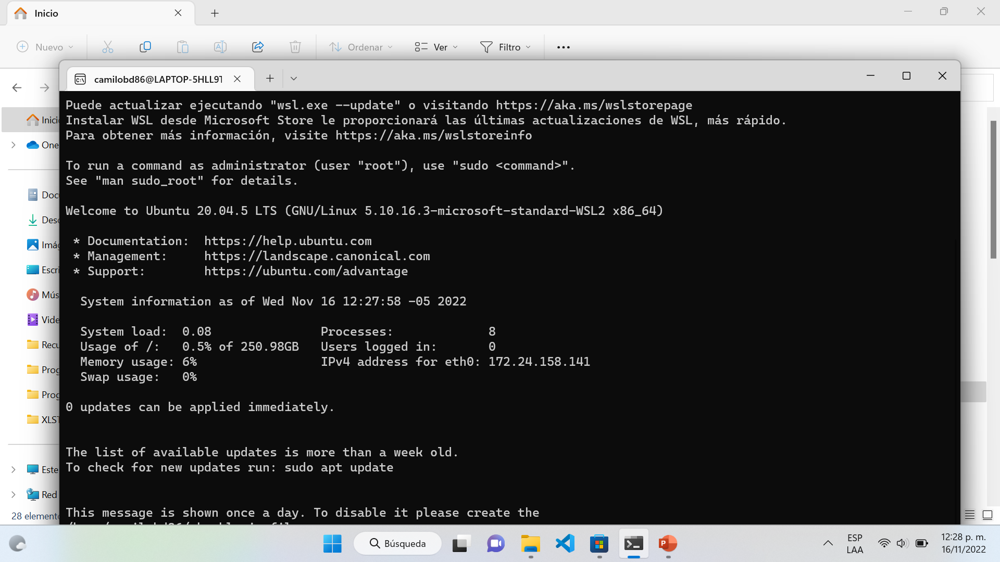 Inicio
Nuevo
Ordenar
Ver
Filtro
camilobd86@LAPTOP-5HLL9T
Puede actualizar ejecutando "wsl.exe --update" o visitando https://aka.ms/wslstorepage
Instalar WSL desde Microsoft Store le proporcionará las últimas actualizaciones de WSL, más rápido.
Para obtener más información, visite https://aka.ms/wslstoreinfo
To run a command as administrator (user "root"), use "sudo <command>".
See "man sudo_root" for details.
Welcome to Ubuntu 20.04.5 LTS (GNU/Linux 5.10.16.3-microsoft-standard-WSL2 x86_64)
* Documentation: https://help.ubuntu.com
* Management: https://landscape.canonical.com
* Support: https://ubuntu.com/advantage
System information as of Wed Nov 16 12:27:58 -05 2022
System load: 0.08 Processes: 8
Usage of /: 0.5% of 250.98GB Users logged in: 0
Memory usage: 6% IPv4 address for eth0: 172.24.158.141
Swap usage: 0%
0 updates can be applied immediately.
The list of available updates is more than a week old.
To check for new updates run: sudo apt update
This message is shown once a day. To disable it please create the
Inici
One
Doc
Desc
Imág
Escri
Mús
Vide
Recu
Prog
Prog
XLST
Este
Red
28 elemento
Búsqueda
ESP
LAA
12:28 p. m.
16/11/2022